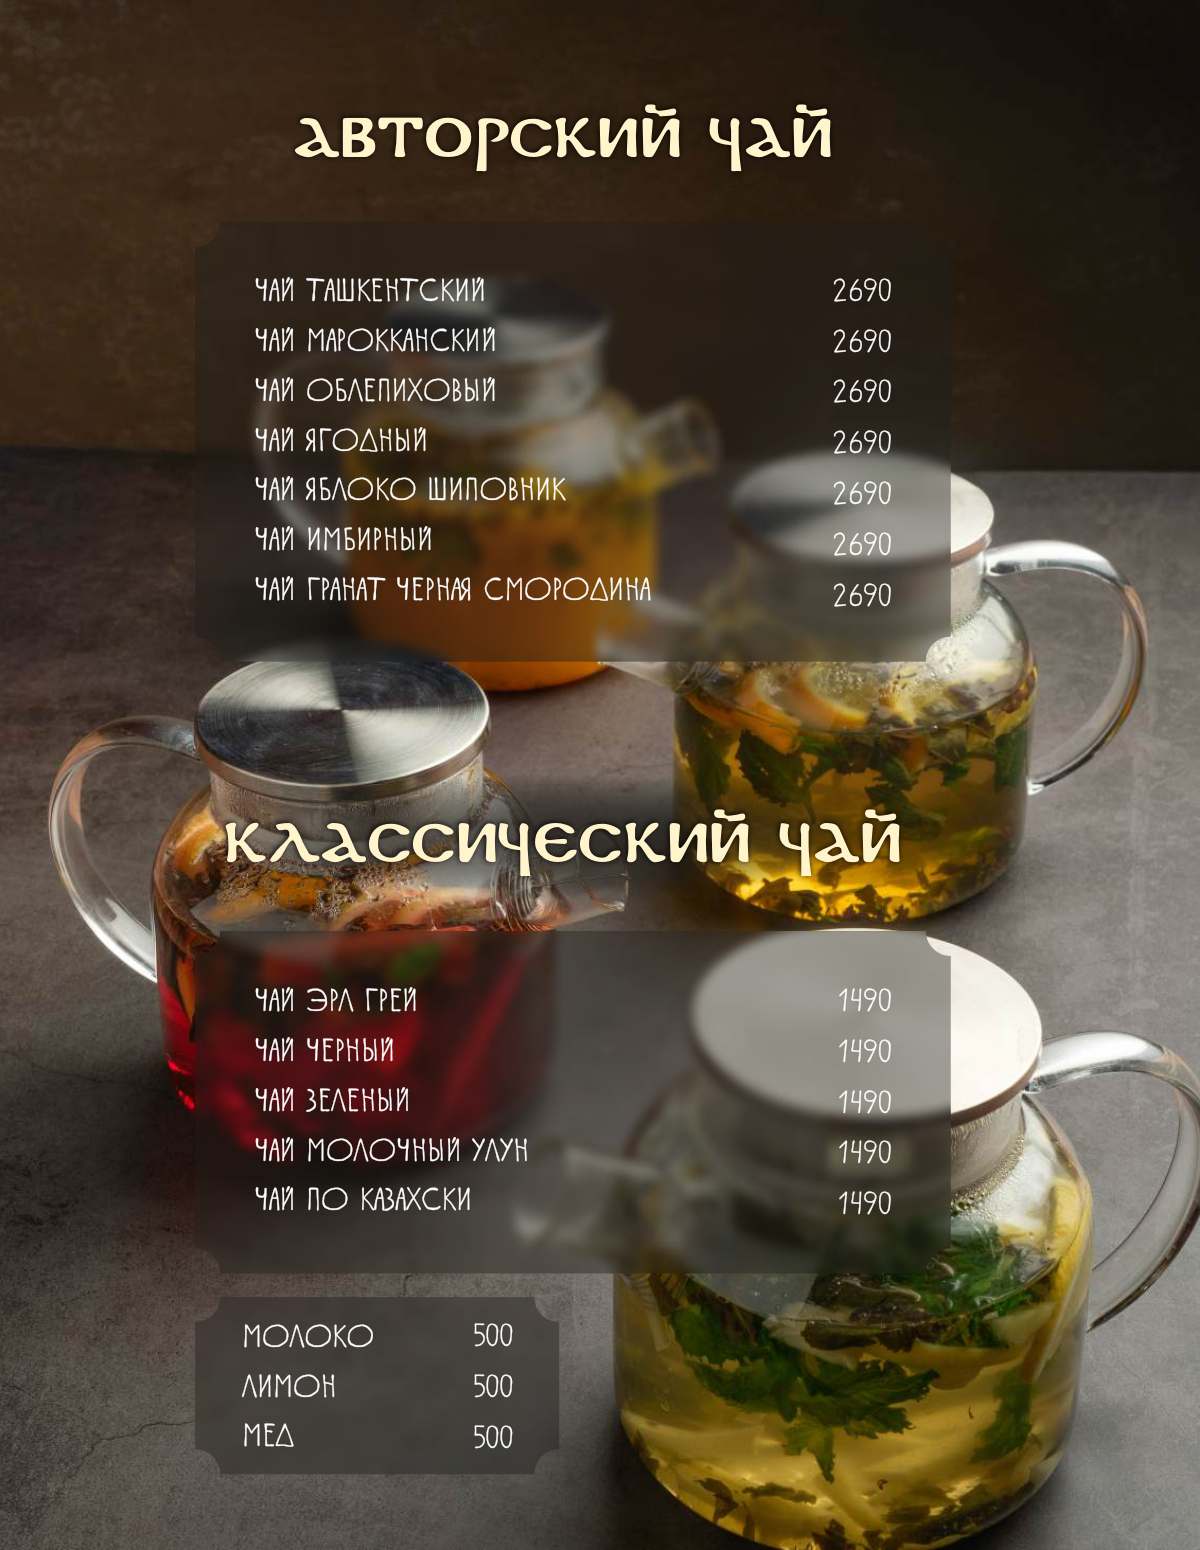 АВТОРСКИЙ ЧАЙ
ЧАЙ ТАШКЕНТСКИЙ 2690
ЧАЙ МАРОККАНСКИЙ 2690
ЧАЙ ОБЛЕПИХОВЫЙ 2690
ЧАЙ ЯГОДНЫЙ 2690
ЧАЙ ЯБЛОКО ШИПОВНИК 2690
ЧАЙ ИМБИРНЫЙ 2690
ЧАЙ ГРАНАТ ЧЕРНАЯ СМОРОДИНА 2690
КЛАССИЧЕСКИЙ ЧАЙ
ЧАЙ ЭРЛ ГРЕЙ 1490
ЧАЙ ЧЕРНЫЙ 1490
ЧАЙ ЗЕЛЕНЫЙ 1490
ЧАЙ МОЛОЧНЫЙ УЛУН 1490
ЧАЙ ПО КАЗАХСКИ 1490
МОЛОКО 500
ЛИМОН 500
МЕД 500